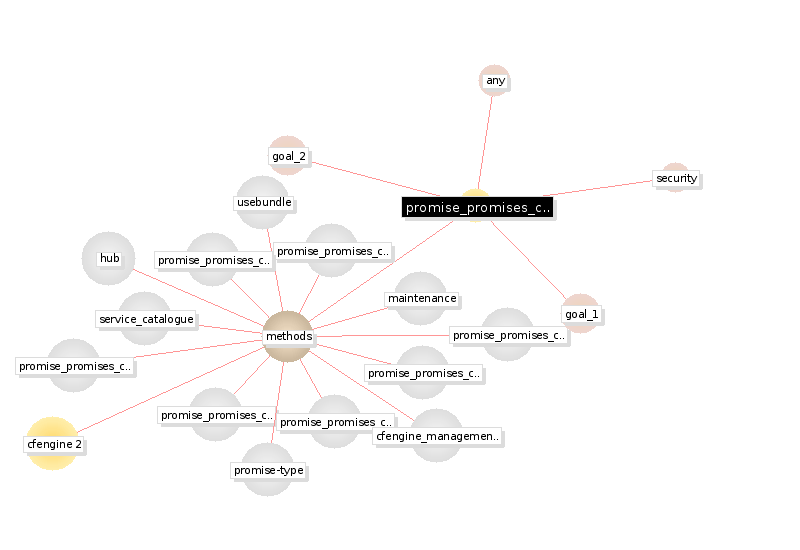 any
goal_2
security
usebundle
promise_promises_c..
promise_promises_c..
hub
promise_promises_c..
maintenance
service_catalogue
goal_1
methods
promise_promises_c..
promise_promises_c..
promise_promises_c..
promise_promises_c..
promise_promises_c..
cfengine_managemen..
cfengine 2
promise-type